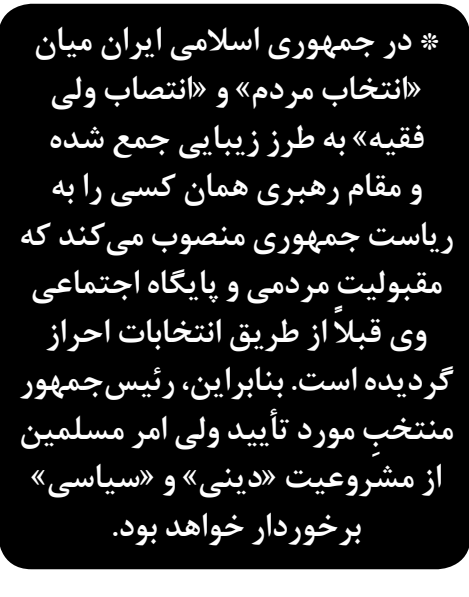 * در جمهوری اسلامی ایران میان
«انتخاب مردم» و «انتصاب ولی
فقیه» به طرز زیبایی جمع شده
و مقام رهبری همان کسی را به
ریاست جمهوری منصوب می‌کند که
مقبولیت مردمی و پایگاه اجتماعی
وی قبلاً از طریق انتخابات احراز
گردیده است. بنابراین، رئیس‌جمهور
منتخبِ مورد تأیید ولی امر مسلمین
از مشروعیت «دینی» و «سیاسی»
برخوردار خواهد بود.